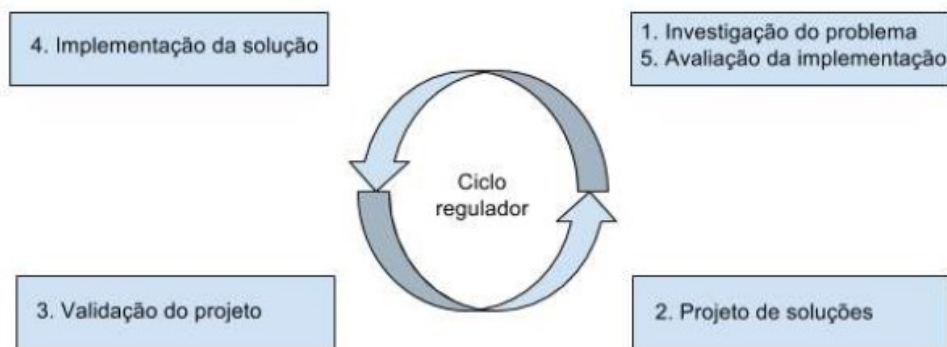 4. Implementação da solução
1. Investigação do problema
5. Avaliação da implementação
Ciclo
regulador
3. Validação do projeto
2. Projeto de soluções